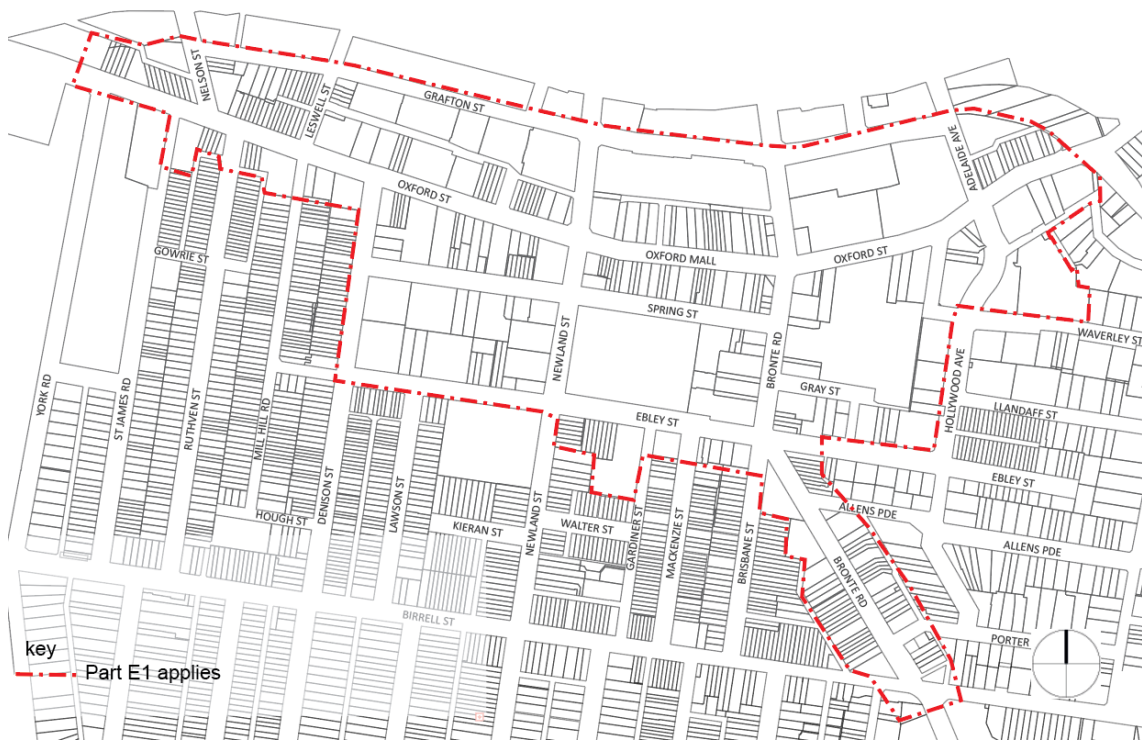 NELSON ST
LESWELL ST
GRAFTON ST
ADELAIDE AVE
OXFORD ST
GOWRIE ST
OXFORD MALL
OXFORD ST
SPRING ST
WAVERLEY ST
NEWLAND ST
BRONTE RD
HOLLYWOOD AVE
GRAY ST
YORK RD
ST JAMES RD
RUTHVEN ST
MILL HILL RD
LLANDAFF ST
EBLEY ST
DENISON ST
LAWSON ST
EBLEY ST
HOUGH ST
KIERAN ST
NEWLAND ST
WALTER ST
GARDINER ST
MACKENZIE ST
BRISBANE ST
ALLENS PDE
ALLENS PDE
BRONTE RD
BIRRELL ST
PORTER
key
Part E1 applies